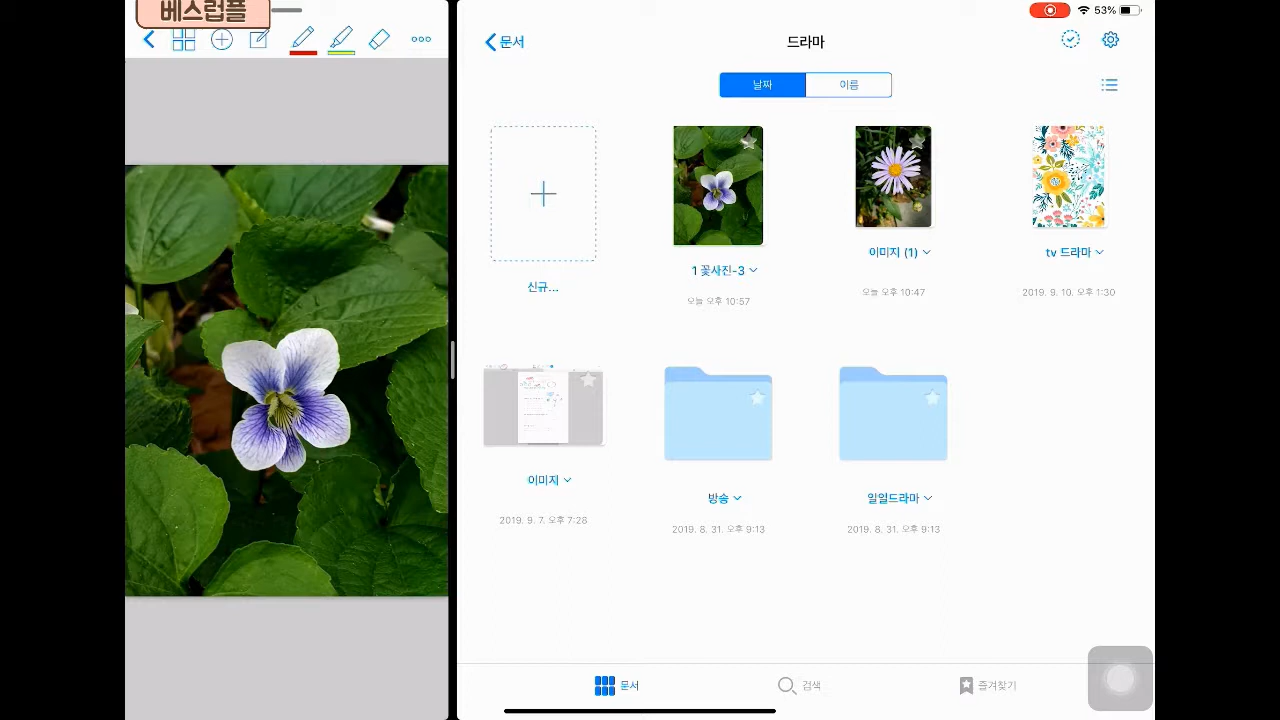 베스럽플
53%
문서
드라마
날짜
이름
신규...
1 꽃사진-3
오늘 오후 10:57
이미지 (1)
오늘 오후 10:47
tv 드라마
2019. 9. 10. 오후 1:30
이미지
2019. 9. 7. 오후 7:28
방송
2019. 8. 31. 오후 9:13
일일드라마
2019. 8. 31. 오후 9:13
문서
검색
즐겨찾기